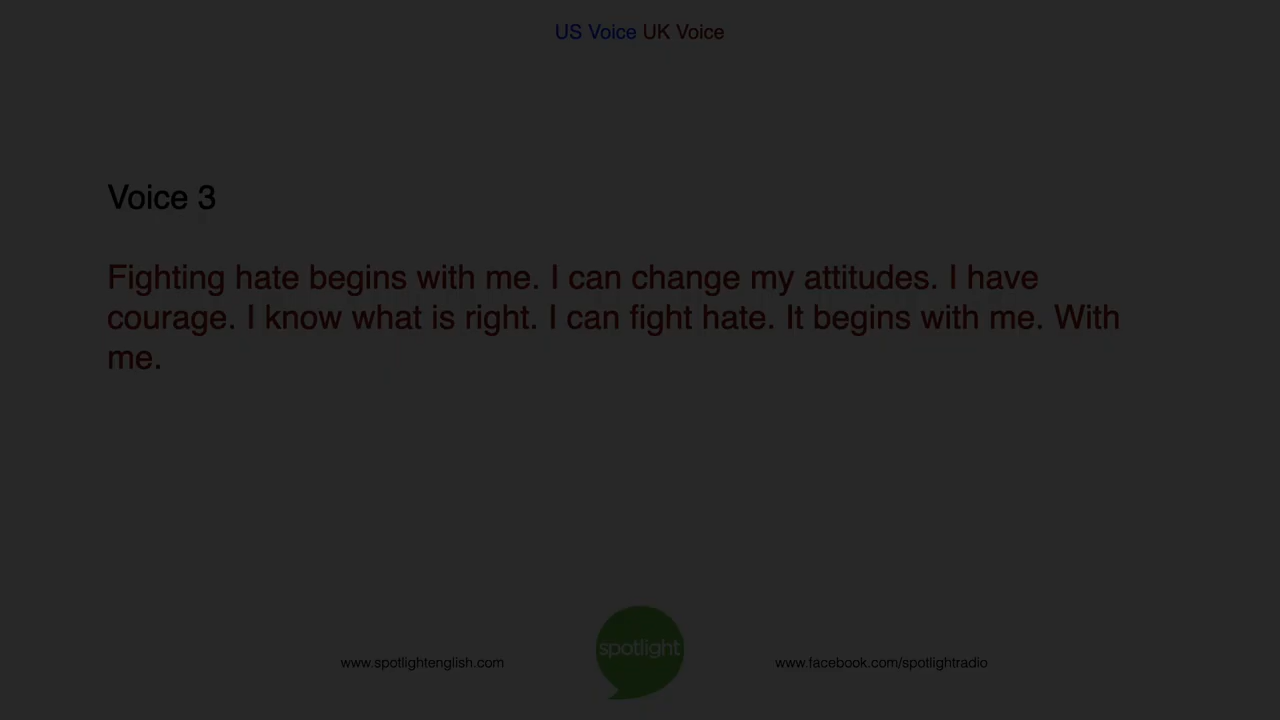 US Voice UK Voice
Voice 3
Fighting hate begins with me. I can change my attitudes. I have
courage. I know what is right. I can fight hate. It begins with me. With
me.
spotlight
www.spotlightenglish.com
www.facebook.com/spotlightradio